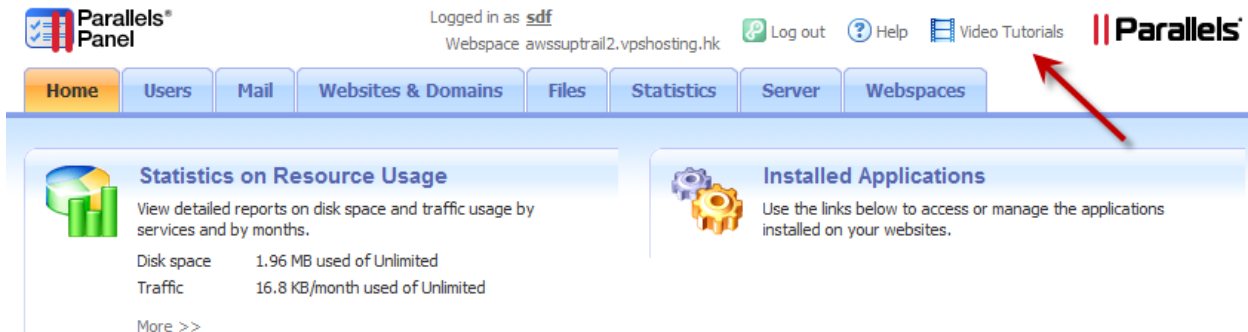 Parallels®
Panel
Logged in as sdf
Webspace awssuptrail2.vpshosting.hk
Log out
Help
Video Tutorials
Parallels®
Home
Users
Mail
Websites & Domains
Files
Statistics
Server
Webspaces
Statistics on Resource Usage
View detailed reports on disk space and traffic usage by
services and by months.
Disk space 1.96 MB used of Unlimited
Traffic 16.8 KB/month used of Unlimited
More >>
Installed Applications
Use the links below to access or manage the applications
installed on your websites.